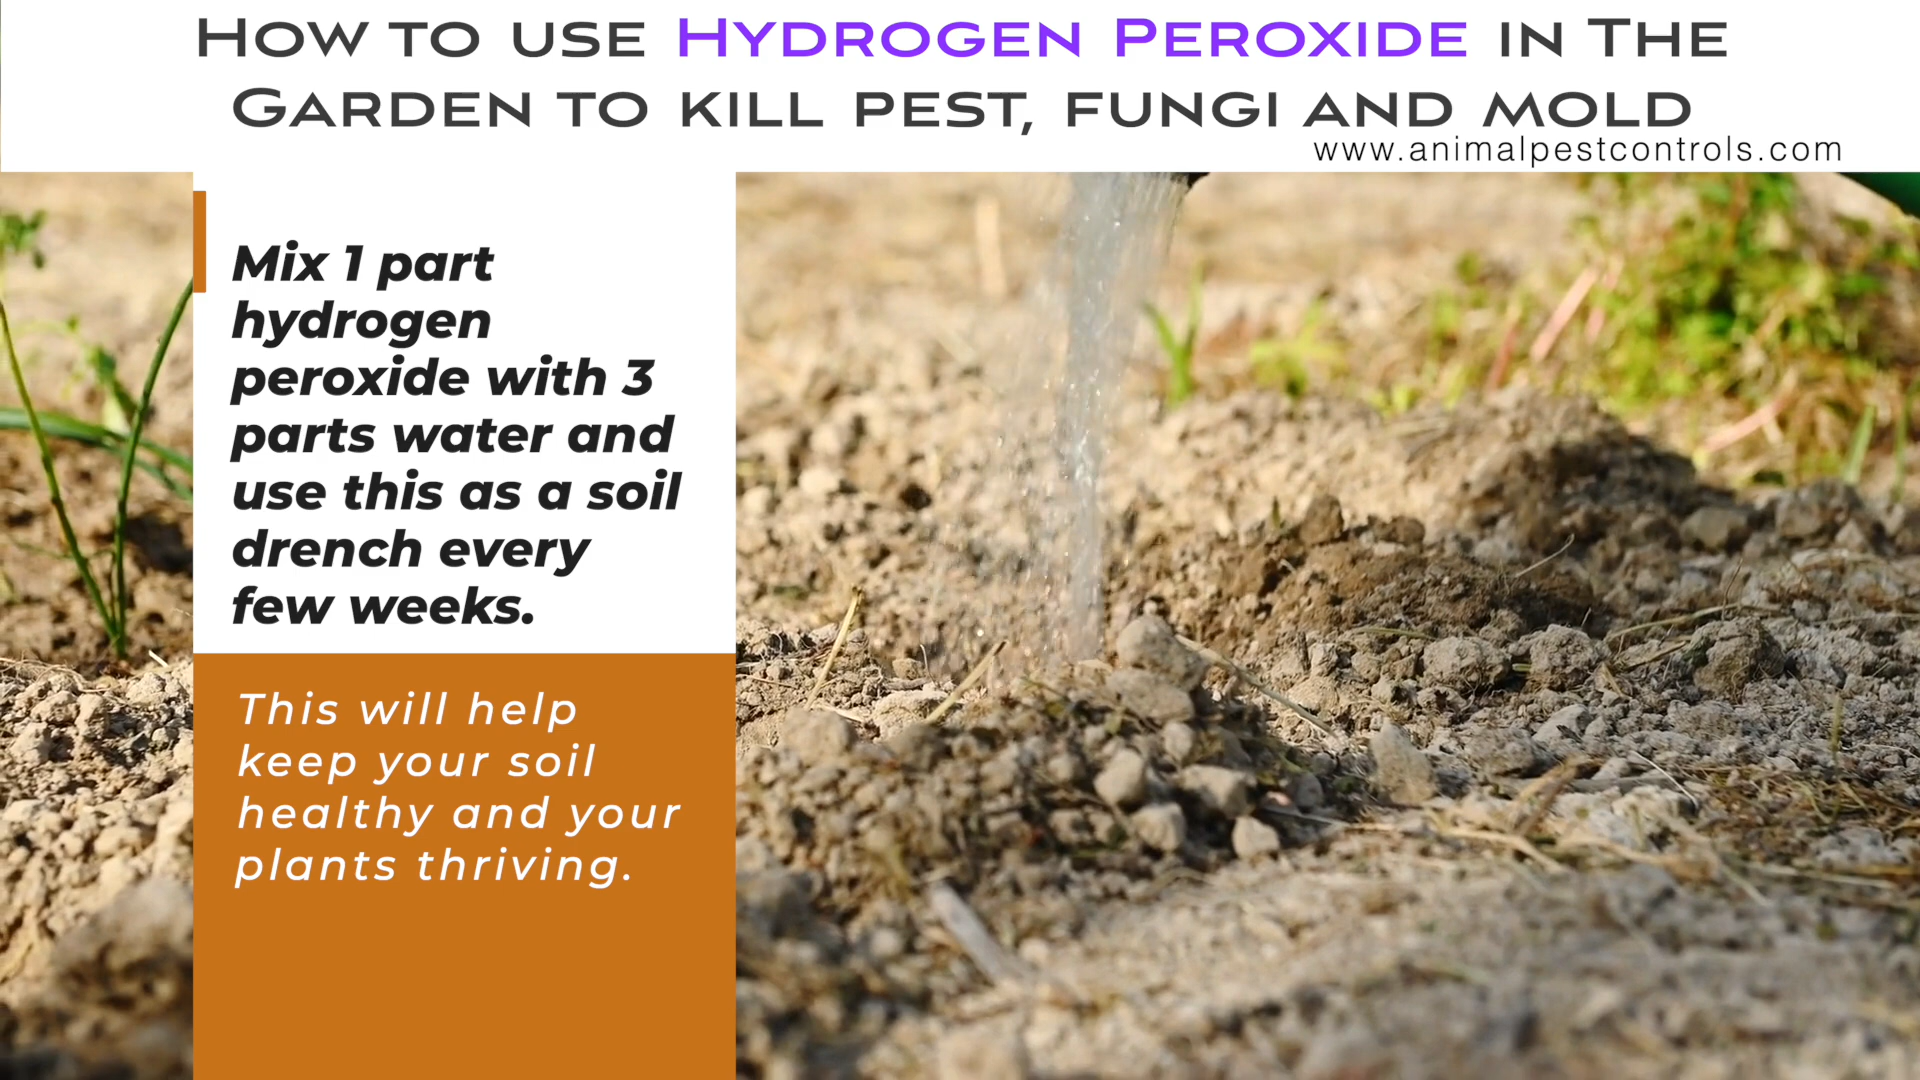 HOW TO USE HYDROGEN PEROXIDE IN THE
GARDEN TO KILL PEST, FUNGI AND MOLD
www.animalpestcontrols.com
Mix 1 part
hydrogen
peroxide with 3
parts water and
use this as a soil
drench every
few weeks.
This will help
keep your soil
healthy and your
plants thriving.